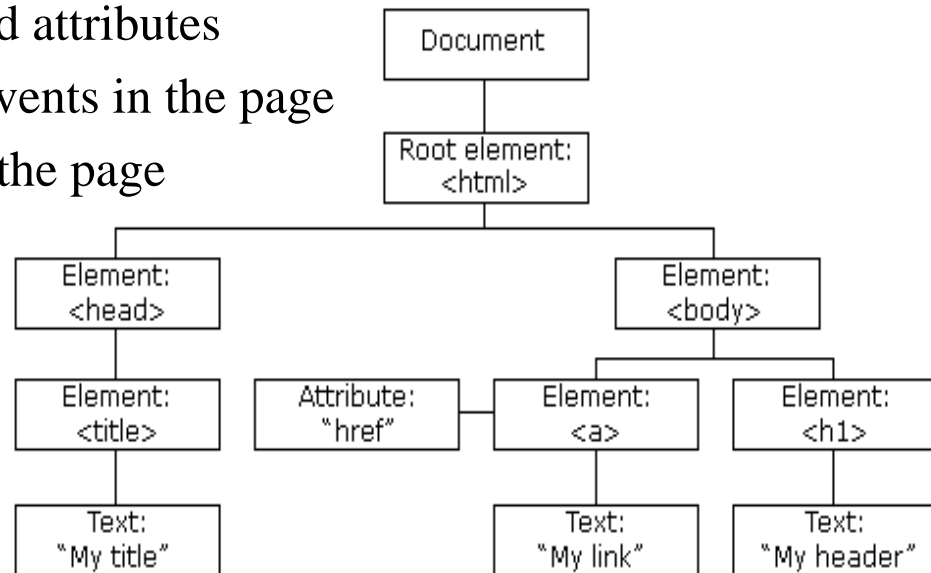 d attributes
vents in the page
the page
Document
Root element:
<html>
Element:
<head>
Element:
<body>
Element:
<title>
Attribute:
“href”
Element:
<a>
Element:
<h1>
Text:
“My title”
Text:
“My link”
Text:
“My header”